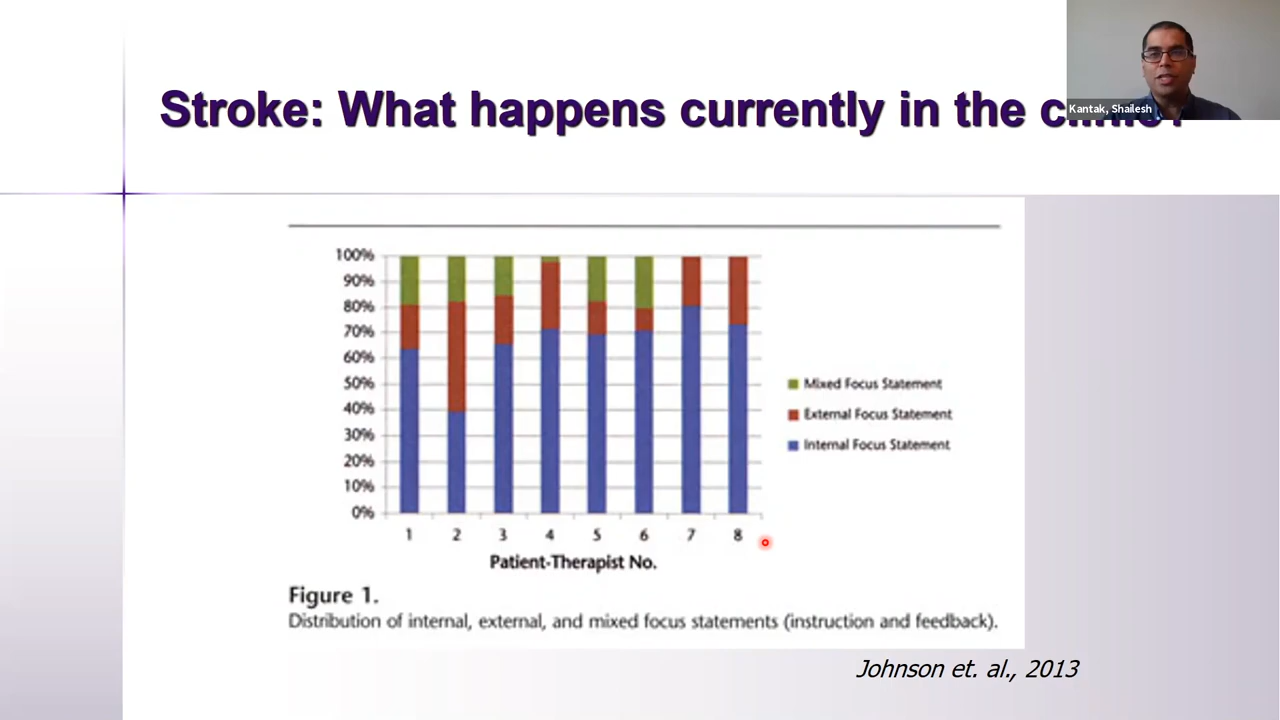 Stroke: What happens currently in the
Kantak, Shailesh
100%
90%
80%
70%
60%
50%
40%
30%
20%
10%
0%
1 2 3 4 5 6 7 8
Patient-Therapist No.
Mixed Focus Statement
External Focus Statement
Internal Focus Statement
Figure 1.
Distribution of internal, external, and mixed focus statements (instruction and feedback).
Johnson et. al., 2013